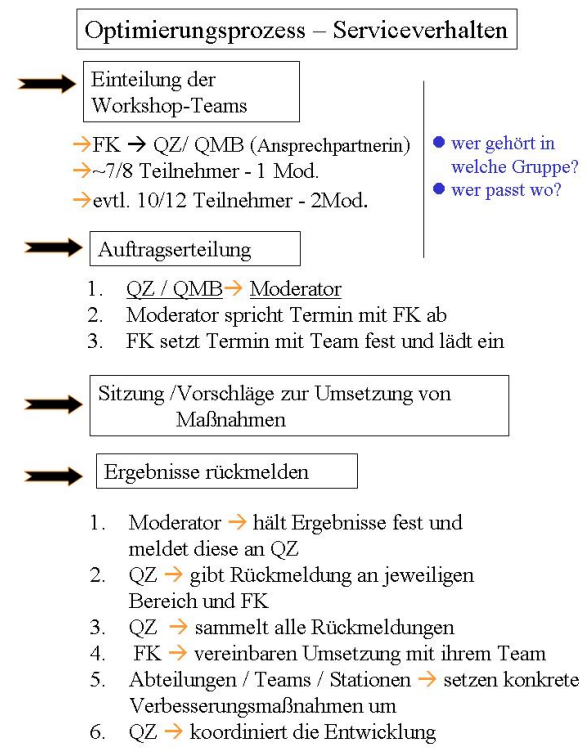 Optimierungsprozess – Serviceverhalten
Einteilung der
Workshop-Teams
→FK → QZ/ QMB (Ansprechpartnerin)
→~7/8 Teilnehmer - 1 Mod.
→evtl. 10/12 Teilnehmer - 2Mod.
● wer gehört in
welche Gruppe?
● wer passt wo?
Auftragserteilung
1. QZ / QMB→ Moderator
2. Moderator spricht Termin mit FK ab
3. FK setzt Termin mit Team fest und lädt ein
Sitzung /Vorschläge zur Umsetzung von
Maßnahmen
Ergebnisse rückmelden
1. Moderator → hält Ergebnisse fest und
meldet diese an QZ
2. QZ → gibt Rückmeldung an jeweiligen
Bereich und FK
3. QZ → sammelt alle Rückmeldungen
4. FK → vereinbaren Umsetzung mit ihrem Team
5. Abteilungen / Teams / Stationen → setzen konkrete
Verbesserungsmaßnahmen um
6. QZ → koordiniert die Entwicklung